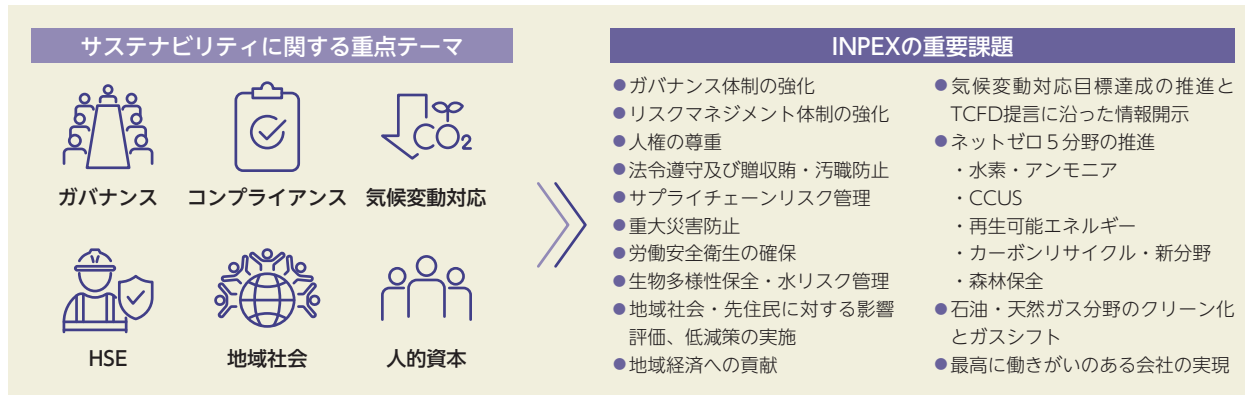 サステナビリティに関する重点テーマ
ガバナンス
コンプライアンス
CO₂
気候変動対応
HSE
地域社会
人的資本
INPEXの重要課題
●ガバナンス体制の強化
●リスクマネジメント体制の強化
●人権の尊重
●法令遵守及び贈収賄・汚職防止
●サプライチェーンリスク管理
●重大災害防止
●労働安全衛生の確保
●生物多様性保全・水リスク管理
●地域社会・先住民に対する影響
評価、低減策の実施
●地域経済への貢献
●気候変動対応目標達成の推進と
TCFD提言に沿った情報開示
●ネットゼロ５分野の推進
・水素・アンモニア
・CCUS
・再生可能エネルギー
・カーボンリサイクル・新分野
・森林保全
●石油・天然ガス分野のクリーン化
とガスシフト
●最高に働きがいのある会社の実現